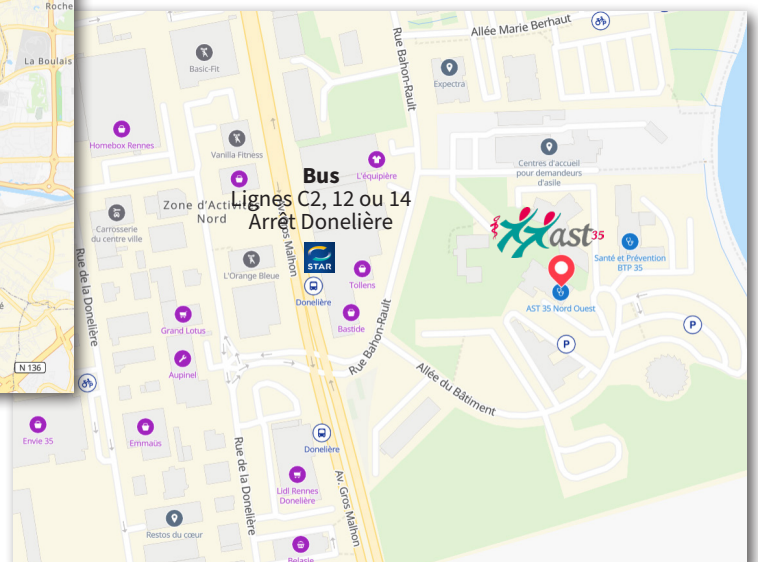 Roche
La Boulais
N 136
Allée Marie Berhaut
Rue Bahon-Rault
Basic-Fit
Expectra
Homebox Rennes
Vanilla Fitness
L'équipière
Centres d'accueil
pour demandeurs
d'asile
Bus
Lignes C2, 12 ou 14
Arrêt Donelière
Zone d'Activités
Nord
Av. Gros Malhon
STAR
ast35
Carrosserie
du centre ville
Santé et Prévention
BTP 35
Rue de la Donelière
L'Orange Bleue
Tollens
Donelière
AST 35 Nord Ouest
Grand Lotus
Bastide
P
P
Rue Bahon-Rault
Aupinel
Allée du Bâtiment
Envie 35
Emmaüs
Rue de la Donelière
Donelière
Av. Gros Malhon
Lidl Rennes
Donelière
Restos du cœur
Belasie